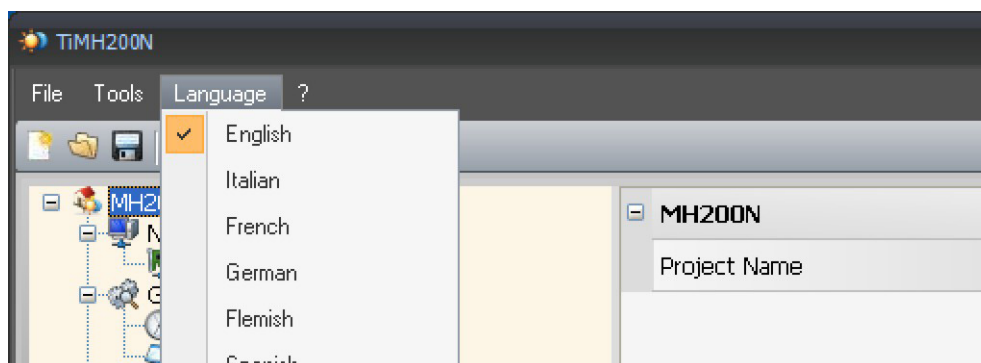 TiMH200N
File Tools Language ?
English
Italian
MH200N
French
Project Name
German
Flemish